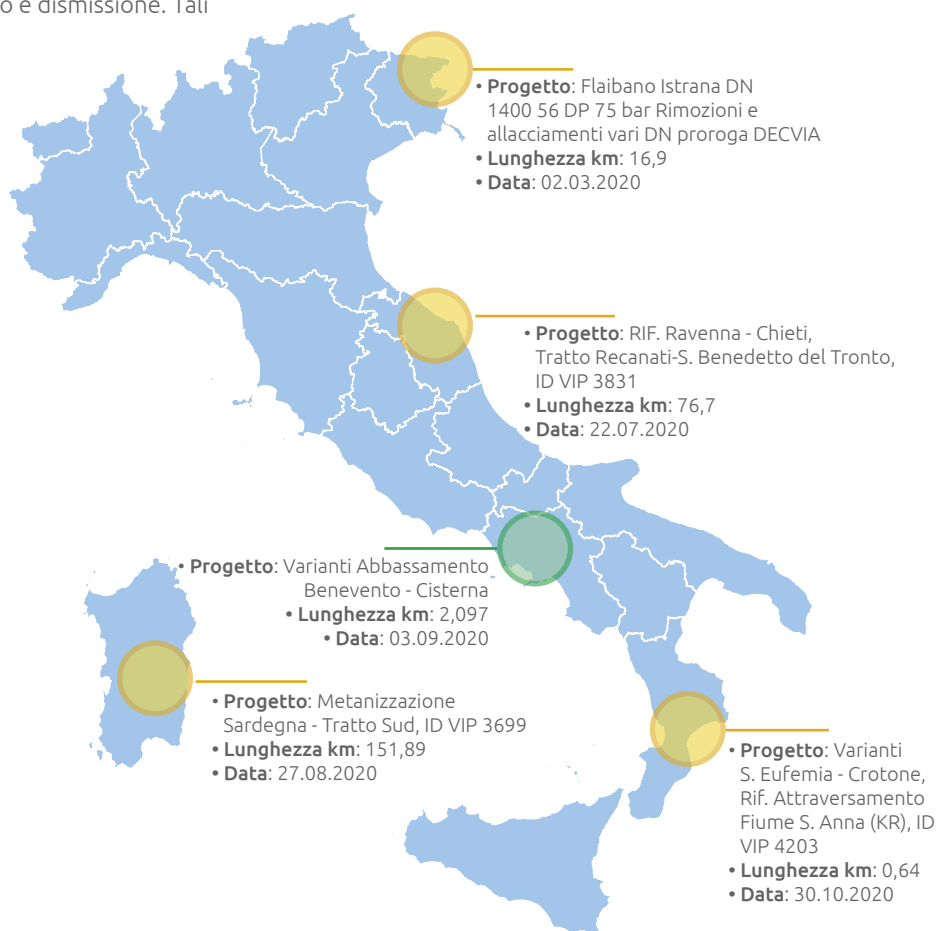 o e dismissione. Tali
• Progetto: Flaibano Istrana DN
1400 56 DP 75 bar Rimozioni e
allacciamenti vari DN proroga DECVIA
• Lunghezza km: 16,9
• Data: 02.03.2020
• Progetto: RIF. Ravenna - Chieti,
Tratto Recanati-S. Benedetto del Tronto,
ID VIP 3831
• Lunghezza km: 76,7
• Data: 22.07.2020
• Progetto: Varianti Abbassamento
Benevento - Cisterna
• Lunghezza km: 2,097
• Data: 03.09.2020
• Progetto: Metanizzazione
Sardegna - Tratto Sud, ID VIP 3699
• Lunghezza km: 151,89
• Data: 27.08.2020
• Progetto: Varianti
S. Eufemia - Crotone,
Rif. Attraversamento
Fiume S. Anna (KR), ID
VIP 4203
• Lunghezza km: 0,64
• Data: 30.10.2020